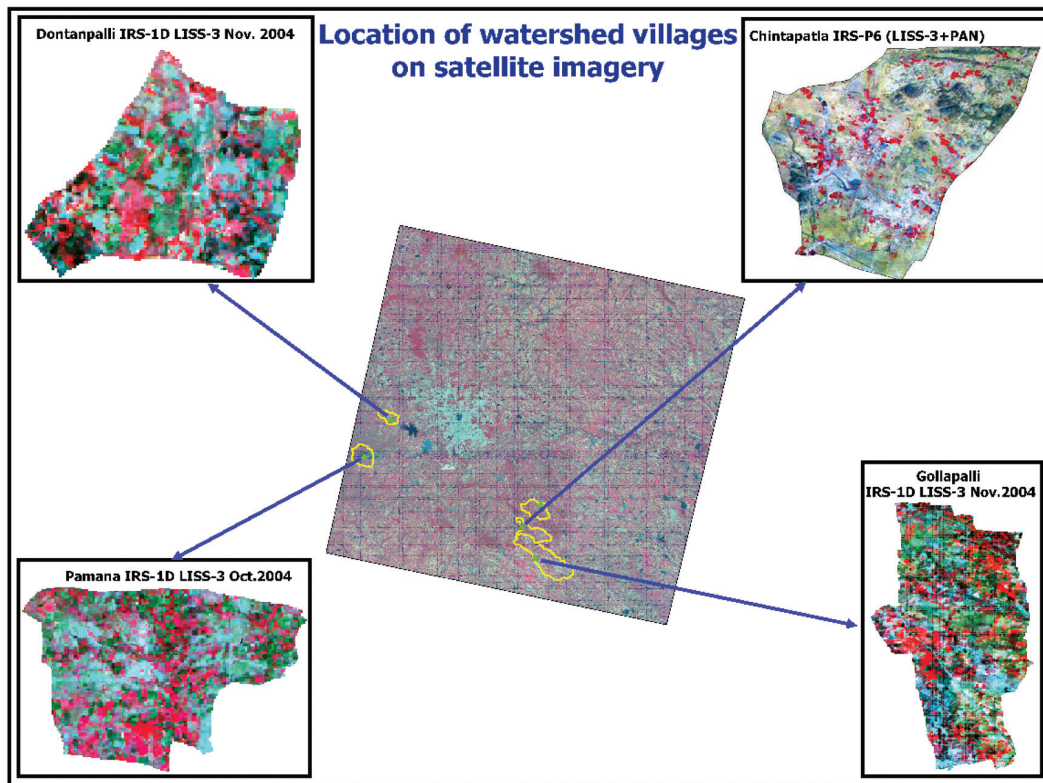 Dontanpalli IRS-1D LISS-3 Nov. 2004
Location of watershed villages
on satellite imagery
Chintapatla IRS-P6 (LISS-3+PAN)
Gollapalli
IRS-1D LISS-3 Nov.2004
Pamana IRS-1D LISS-3 Oct.2004